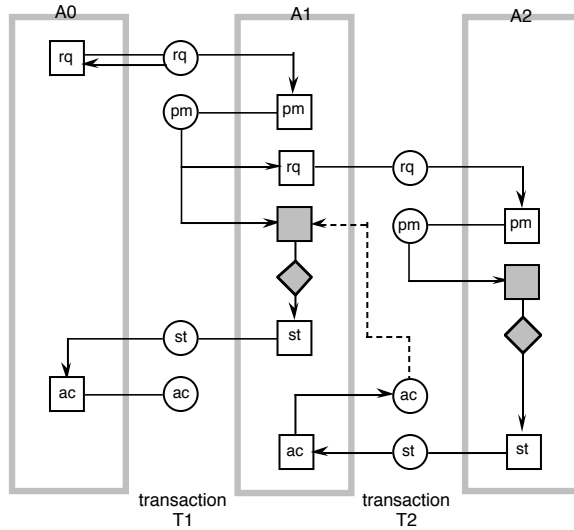 A0
A1
A2
rq
rq
pm
pm
rq
rq
pm
pm
st
st
ac
ac
ac
ac
st
st
transaction
T1
transaction
T2